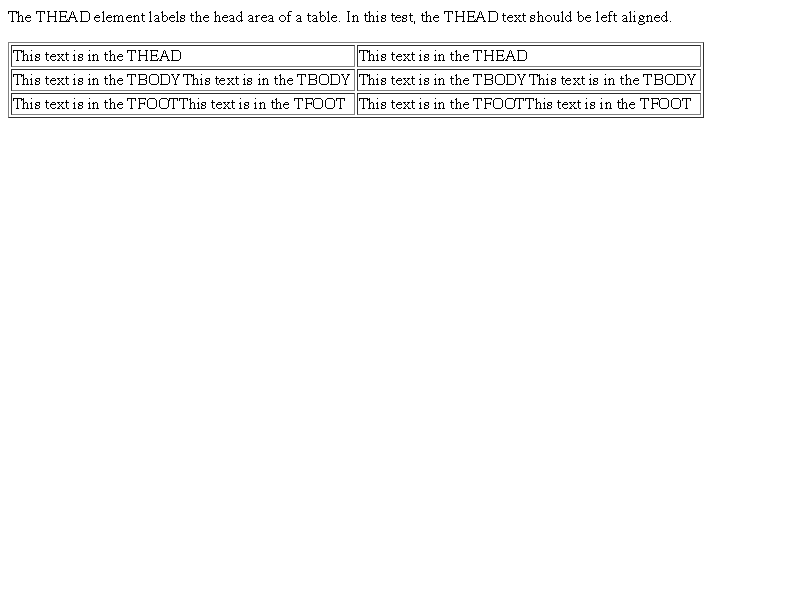 The THEAD element labels the head area of a table. In this test, the THEAD text should be left aligned.
This text is in the THEAD This text is in the THEAD
This text is in the TBODY This text is in the TBODY This text is in the TBODY This text is in the TBODY
This text is in the TFOOTThis text is in the TFOOT This text is in the TFOOTThis text is in the TFOOT